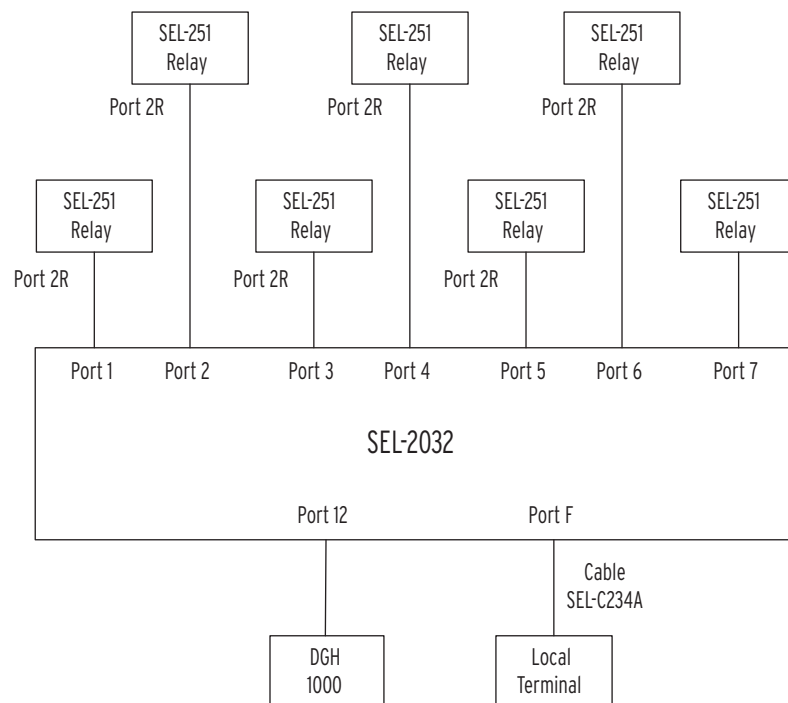 SEL-251
Relay
SEL-251
Relay
SEL-251
Relay
Port 2R
Port 2R
Port 2R
SEL-251
Relay
SEL-251
Relay
SEL-251
Relay
SEL-251
Relay
Port 2R
Port 2R
Port 2R
Port 1
Port 2
Port 3
Port 4
Port 5
Port 6
Port 7
SEL-2032
Port 12
Port F
Cable
SEL-C234A
DGH
1000
Local
Terminal